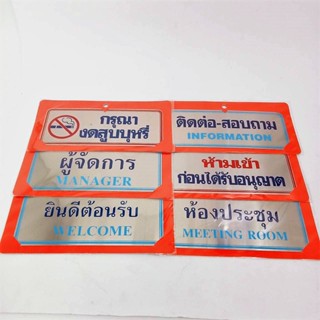 กรุณา
งดสูบบุหรี่
ติดต่อ-สอบถาม
INFORMATION
ผู้จัดการ
MANAGER
ห้ามเข้า
ก่อนได้รับอนุญาต
ยินดีต้อนรับ
WELCOME
ห้องประชุม
MEETING ROOM